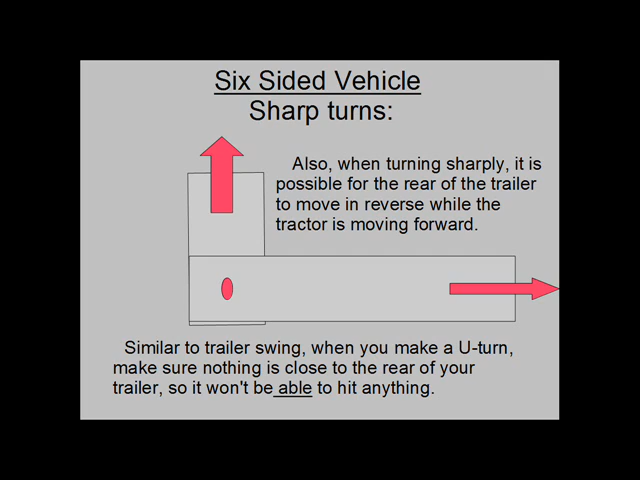 Six Sided Vehicle
Sharp turns:
Also, when turning sharply, it is
possible for the rear of the trailer
to move in reverse while the
tractor is moving forward.
Similar to trailer swing, when you make a U-turn,
make sure nothing is close to the rear of your
trailer, so it won't be able to hit anything.